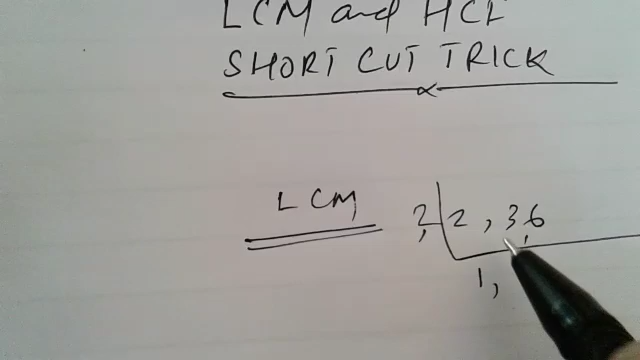 LCM and HCF
SHORT CUT TRICK
LCM 2, 2, 3, 6
1,